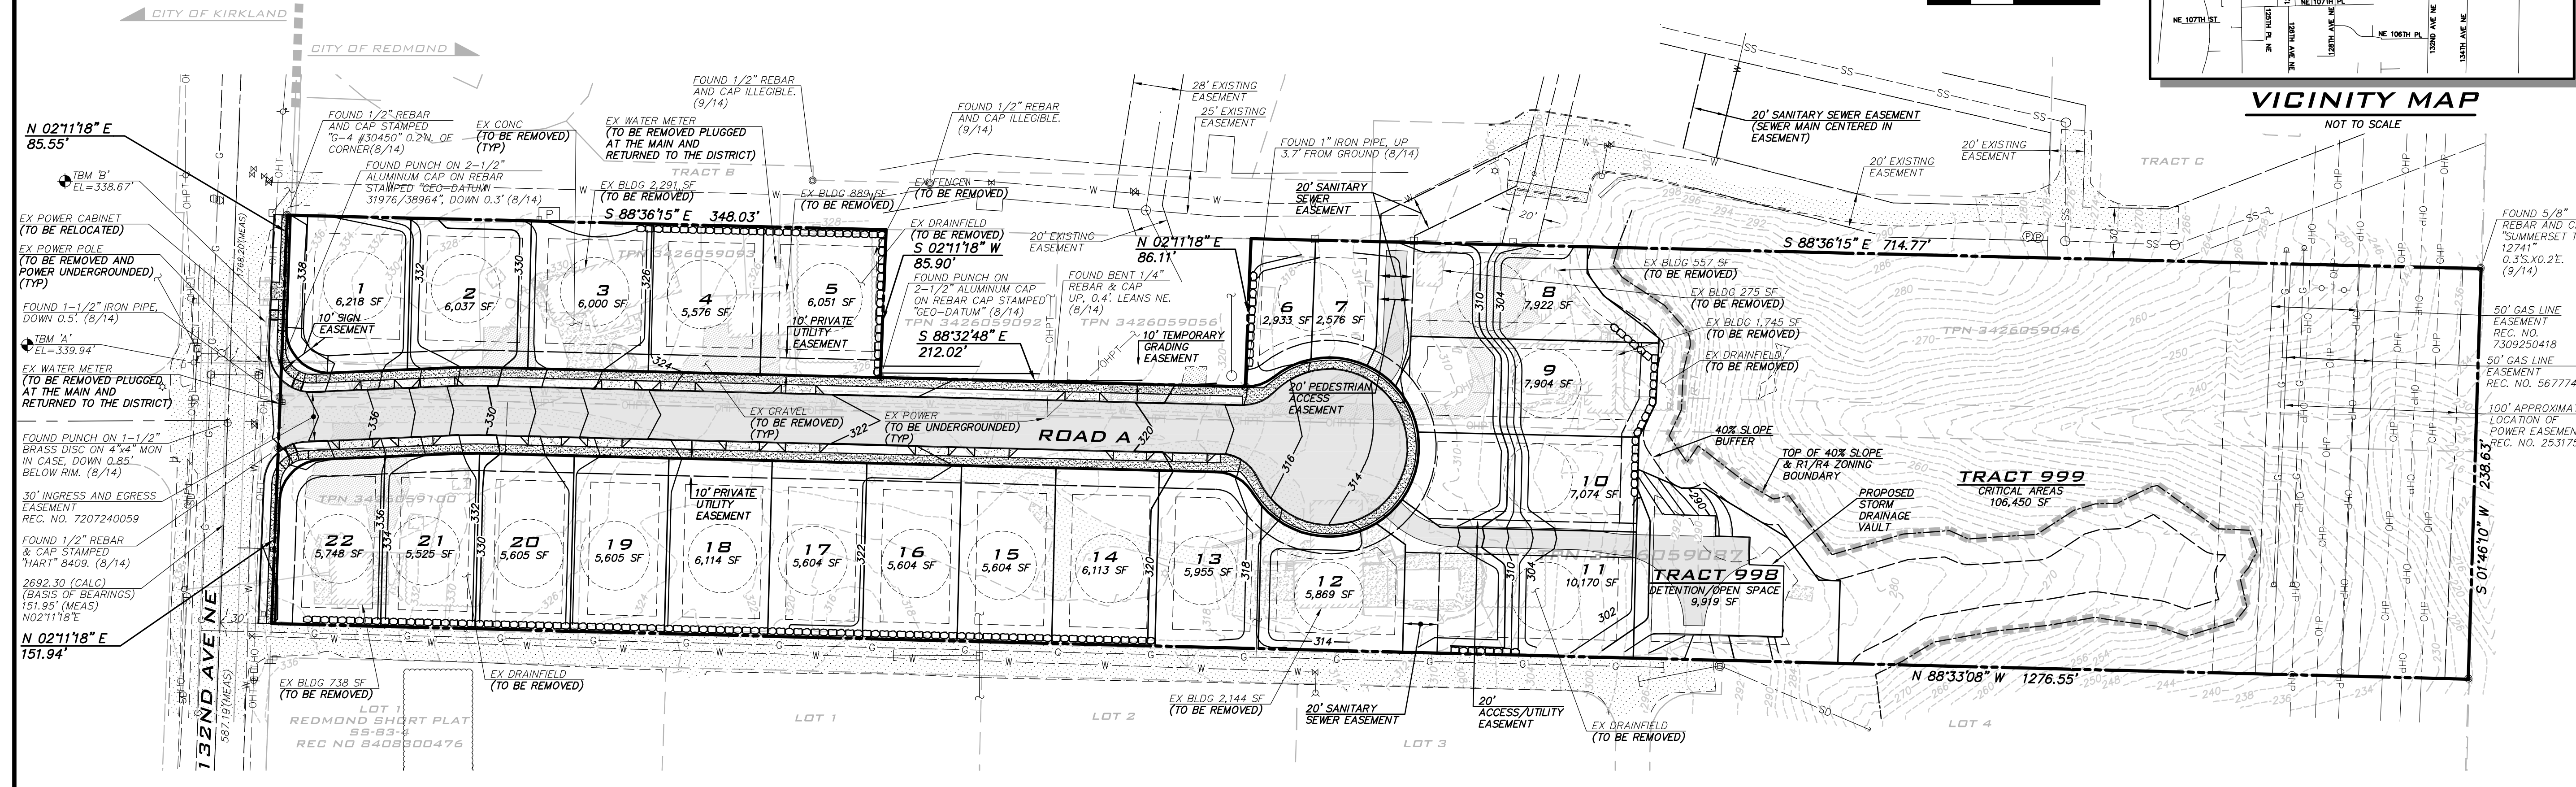 CITY OF KIRKLAND
CITY OF REDMOND
NE 107TH PL
NE 107TH ST
125TH PL NE
128TH AVE NE
NE 106TH PL
132ND AVE NE
134TH AVE NE
VICINITY MAP
NOT TO SCALE
N 02°11'18" E
85.55'
TBM 'B'
EL=338.67'
EX POWER CABINET
(TO BE RELOCATED)
EX POWER POLE
(TO BE REMOVED AND
POWER UNDERGROUNDED)
(TYP)
FOUND 1-1/2" IRON PIPE,
DOWN 0.5'. (8/14)
TBM 'A'
EL=339.94'
EX WATER METER
(TO BE REMOVED PLUGGED
AT THE MAIN AND
RETURNED TO THE DISTRICT)
FOUND PUNCH ON 1-1/2"
BRASS DISC ON 4"x4" MON
IN CASE, DOWN 0.85'
BELOW RIM. (8/14)
30' INGRESS AND EGRESS
EASEMENT
REC. NO. 7207240059
FOUND 1/2" REBAR
& CAP STAMPED
"HART" 8409. (8/14)
2692.30 (CALC)
(BASIS OF BEARINGS)
151.95' (MEAS)
N02°11'18"E
N 02°11'18" E
151.94'
132ND AVE NE
587.19'(MEAS)
FOUND 1/2" REBAR
AND CAP STAMPED
"G-4 #30450" 0.2'N. OF
CORNER(8/14)
FOUND PUNCH ON 2-1/2"
ALUMINUM CAP ON REBAR
STAMPED "GEO-DATUM
31976/38964", DOWN 0.3' (8/14)
EX CONC
(TO BE REMOVED)
(TYP)
EX WATER METER
(TO BE REMOVED PLUGGED
AT THE MAIN AND
RETURNED TO THE DISTRICT)
FOUND 1/2" REBAR
AND CAP ILLEGIBLE.
(9/14)
FOUND 1/2" REBAR
AND CAP ILLEGIBLE.
(9/14)
TRACT B
EX BLDG 2,291 SF
(TO BE REMOVED)
EX BLDG 889 SF
(TO BE REMOVED)
EX FENCE
(TO BE REMOVED)
EX DRAINFIELD
(TO BE REMOVED)
S 88°36'15" E 348.03'
S 02°11'18" W
85.90'
FOUND PUNCH ON
2-1/2" ALUMINUM CAP
ON REBAR CAP STAMPED
"GEO-DATUM" (8/14)
S 88°32'48" E
212.02'
28' EXISTING
EASEMENT
25' EXISTING
EASEMENT
20' EXISTING
EASEMENT
N 02°11'18" E
86.11'
FOUND BENT 1/4"
REBAR & CAP
UP, 0.4'. LEANS NE.
(8/14)
10' TEMPORARY
GRADING
EASEMENT
FOUND 1" IRON PIPE, UP
3.7' FROM GROUND (8/14)
20' SANITARY
SEWER
EASEMENT
20' SANITARY SEWER EASEMENT
(SEWER MAIN CENTERED IN
EASEMENT)
20' EXISTING
EASEMENT
20' EXISTING
EASEMENT
TRACT C
S 88°36'15" E 714.77'
EX BLDG 557 SF
(TO BE REMOVED)
EX BLDG 275 SF
(TO BE REMOVED)
EX BLDG 1,745 SF
(TO BE REMOVED)
EX DRAINFIELD
(TO BE REMOVED)
TPN 3426059093
TPN 3426059092
TPN 3426059056
TPN 3426059046
TPN 3426059100
TPN 3426059087
1
6,218 SF
2
6,037 SF
3
6,000 SF
4
5,576 SF
5
6,051 SF
6
2,933 SF
7
2,576 SF
8
7,922 SF
9
7,904 SF
10
7,074 SF
11
10,170 SF
12
5,869 SF
13
5,955 SF
14
6,113 SF
15
5,604 SF
16
5,604 SF
17
5,604 SF
18
6,114 SF
19
5,605 SF
20
5,605 SF
21
5,525 SF
22
5,748 SF
10' SIGN
EASEMENT
10' PRIVATE
UTILITY
EASEMENT
EX GRAVEL
(TO BE REMOVED)
(TYP)
EX POWER
(TO BE UNDERGROUNDED)
(TYP)
ROAD A
20' PEDESTRIAN
ACCESS
EASEMENT
10' PRIVATE
UTILITY
EASEMENT
40% SLOPE
BUFFER
TOP OF 40% SLOPE
& R1/R4 ZONING
BOUNDARY
PROPOSED
STORM
DRAINAGE
VAULT
TRACT 999
CRITICAL AREAS
106,450 SF
TRACT 998
DETENTION/OPEN SPACE
9,919 SF
FOUND 5/8"
REBAR AND
"SUMMERSET
12741"
0.3'S.X0.2'E.
(9/14)
50' GAS LINE
EASEMENT
REC. NO.
7309250418
50' GAS LINE
EASEMENT
REC. NO.
LOCATION OF
S 01°46'10" W 238.63'
N 88°33'08" W 1276.55'
EX BLDG 738 SF
(TO BE REMOVED)
EX DRAINFIELD
(TO BE REMOVED)
LOT 1
REDMOND SHORT PLAT
SS-83-4
REC NO 8408300476
LOT 1
LOT 2
EX BLDG 2,144 SF
(TO BE REMOVED)
20' SANITARY
SEWER EASEMENT
LOT 3
20'
ACCESS/UTILITY
EASEMENT
EX DRAINFIELD
(TO BE REMOVED)
LOT 4